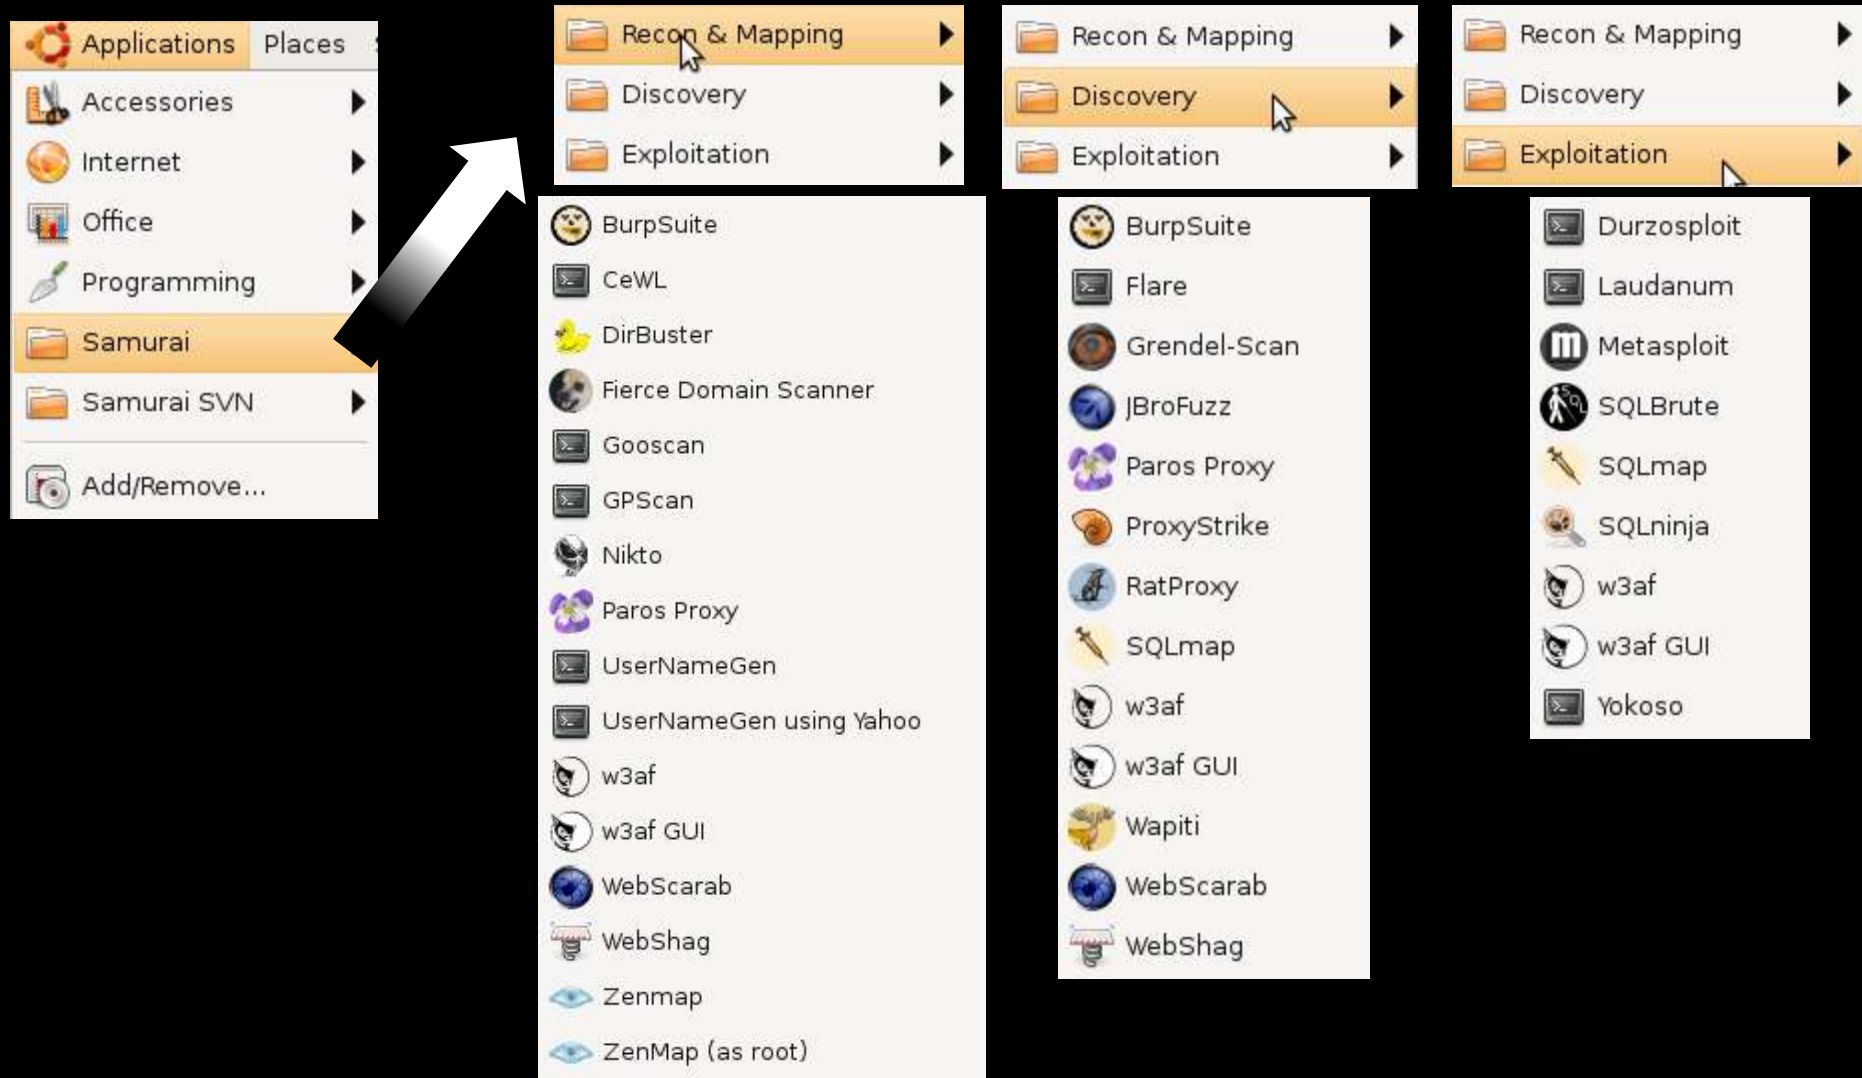 Applications Places
Accessories
Internet
Office
Programming
Samurai
Samurai SVN
Add/Remove...
Recon & Mapping
Discovery
Exploitation
BurpSuite
CeWL
DirBuster
Fierce Domain Scanner
Gooscan
GPScan
Nikto
Paros Proxy
UserNameGen
UserNameGen using Yahoo
w3af
w3af GUI
WebScarab
WebShag
Zenmap
ZenMap (as root)
Recon & Mapping
Discovery
Exploitation
BurpSuite
Flare
Grendel-Scan
JBroFuzz
Paros Proxy
ProxyStrike
RatProxy
SQLmap
w3af
w3af GUI
Wapiti
WebScarab
WebShag
Recon & Mapping
Discovery
Exploitation
Durzosploit
Laudanum
Metasploit
SQLBrute
SQLmap
SQLninja
w3af
w3af GUI
Yokoso